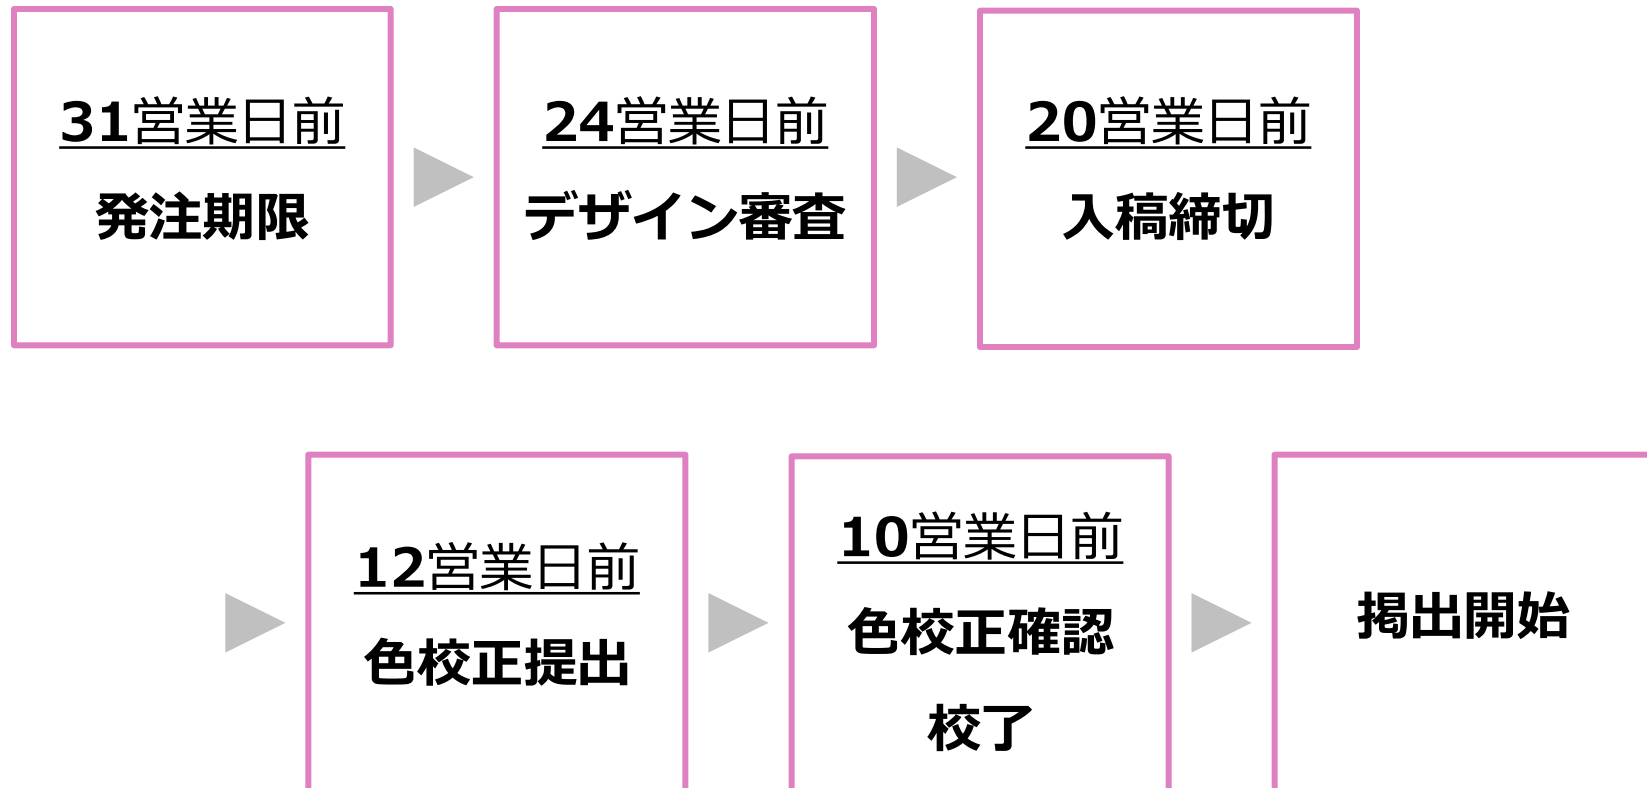 31営業日前
発注期限
24営業日前
デザイン審査
20営業日前
入稿締切
12営業日前
色校正提出
10営業日前
色校正確認
校了
掲出開始